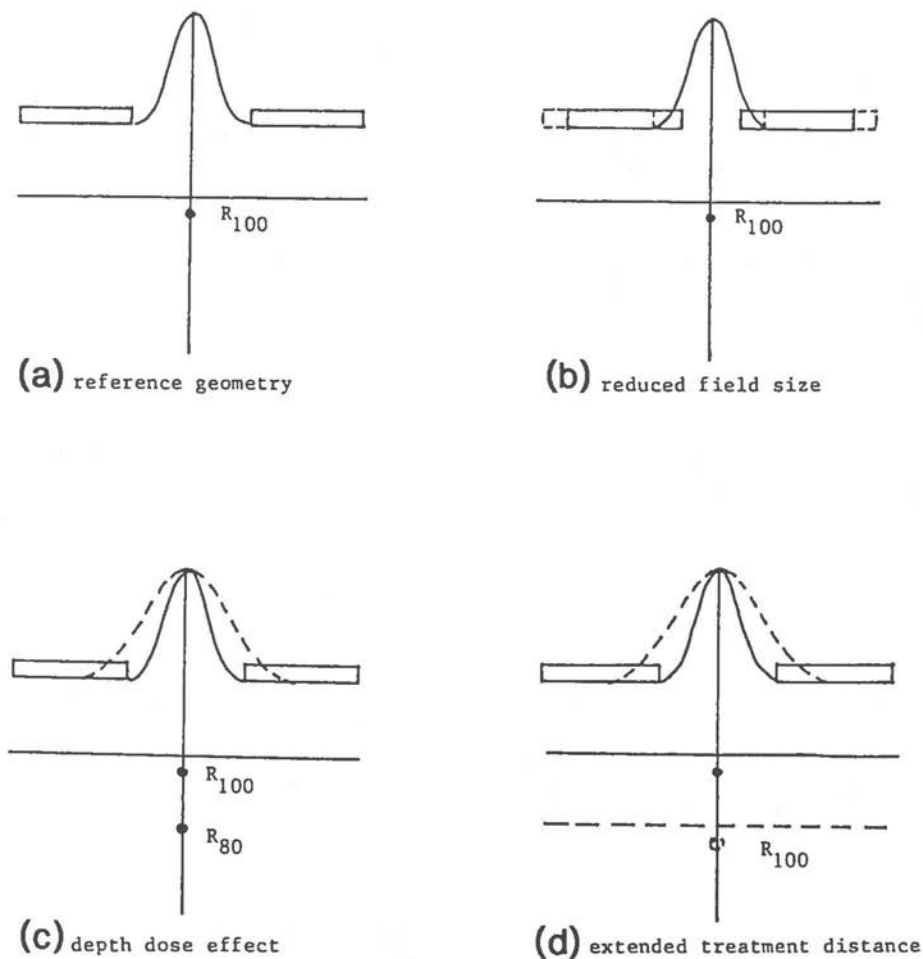 R100
R100
(a) reference geometry
(b) reduced field size
R100
R80
R100
(c) depth dose effect
(d) extended treatment distance